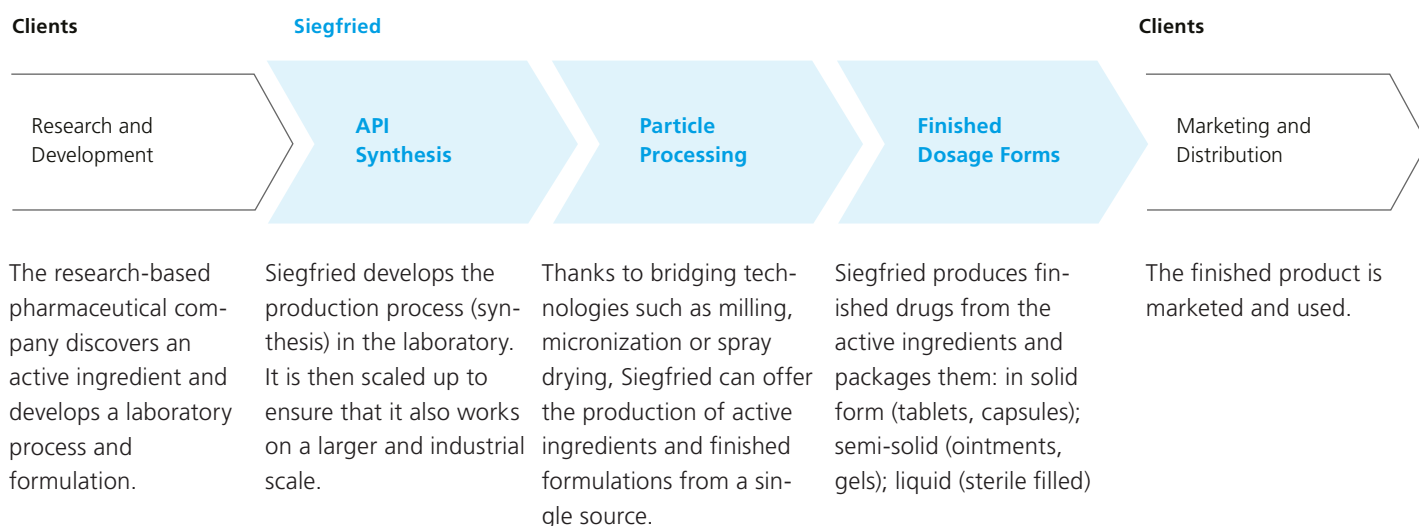 Clients
Siegfried
Clients
Research and
Development
API
Synthesis
Particle
Processing
Finished
Dosage Forms
Marketing and
Distribution
The research-based
pharmaceutical com-
pany discovers an
active ingredient and
develops a laboratory
process and
formulation.
Siegfried develops the
production process (syn-
thesis) in the laboratory.
It is then scaled up to
ensure that it also works
on a larger and industrial
scale.
Thanks to bridging tech-
nologies such as milling,
micronization or spray
drying, Siegfried can offer
the production of active
ingredients and finished
formulations from a sin-
gle source.
Siegfried produces fin-
ished drugs from the
active ingredients and
packages them: in solid
form (tablets, capsules);
semi-solid (ointments,
gels); liquid (sterile filled)
The finished product is
marketed and used.